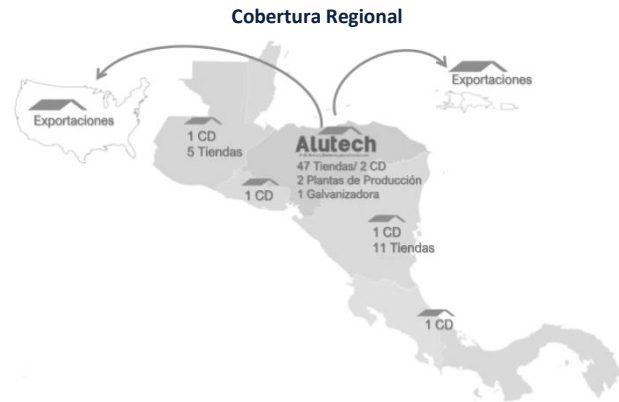 Cobertura Regional
Exportaciones
Exportaciones
1 CD
5 Tiendas
Alutech
47 Tiendas/ 2 CD
2 Plantas de Producción
1 Galvanizadora
1 CD
1 CD
11 Tiendas
1 CD